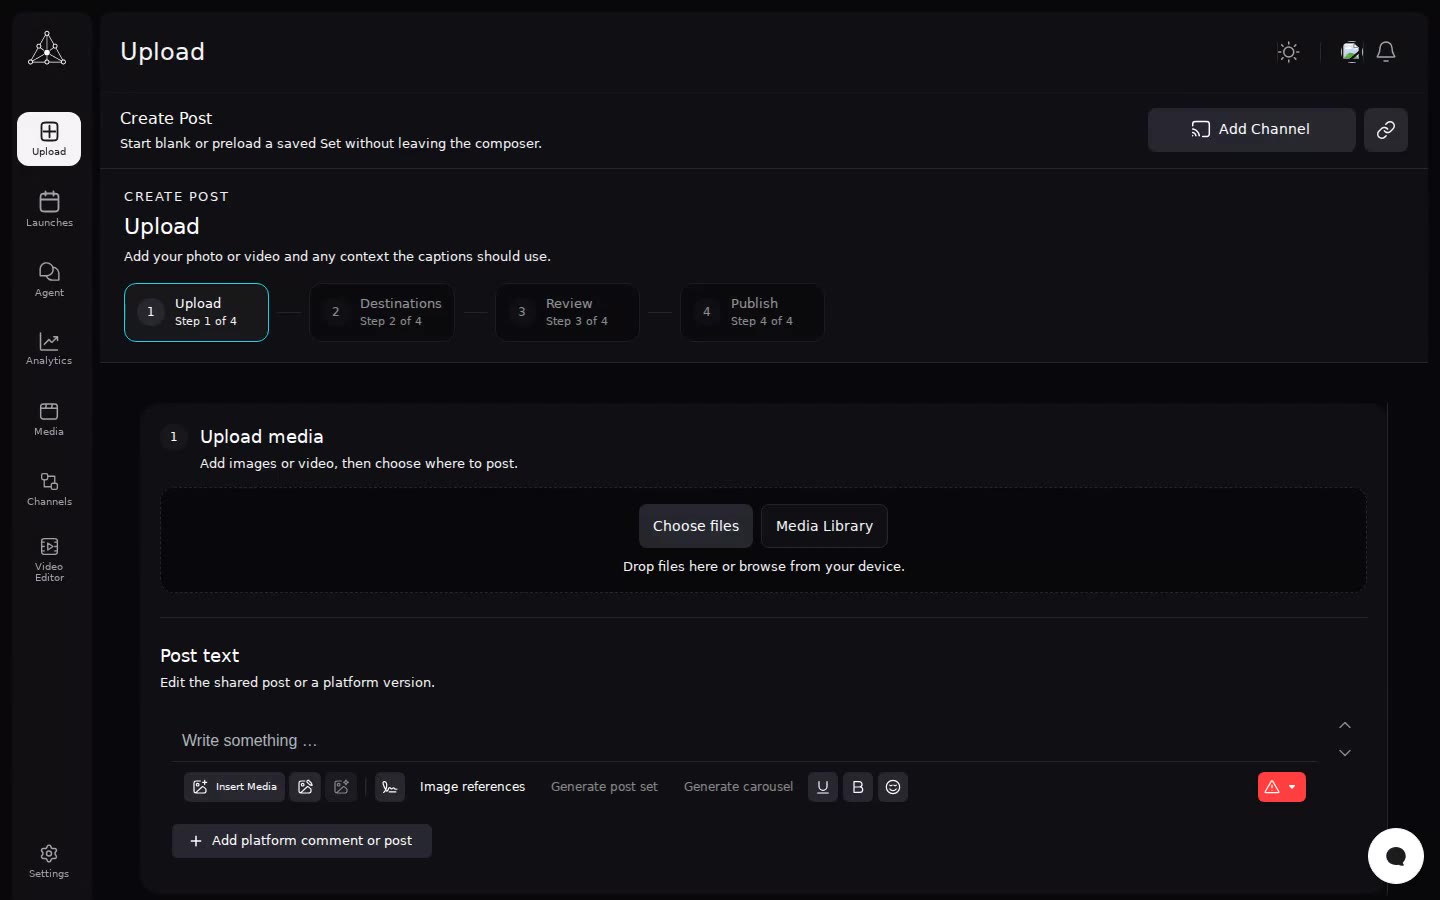 Upload
Upload
Launches
Agent
Analytics
Media
Channels
Video
Editor
Settings
Create Post
Start blank or preload a saved Set without leaving the composer.
Add Channel
CREATE POST
Upload
Add your photo or video and any context the captions should use.
1 Upload Step 1 of 4
2 Destinations Step 2 of 4
3 Review Step 3 of 4
4 Publish Step 4 of 4
1 Upload media
Add images or video, then choose where to post.
Choose files Media Library
Drop files here or browse from your device.
Post text
Edit the shared post or a platform version.
Write something …
Insert Media Image references Generate post set Generate carousel U B
Add platform comment or post